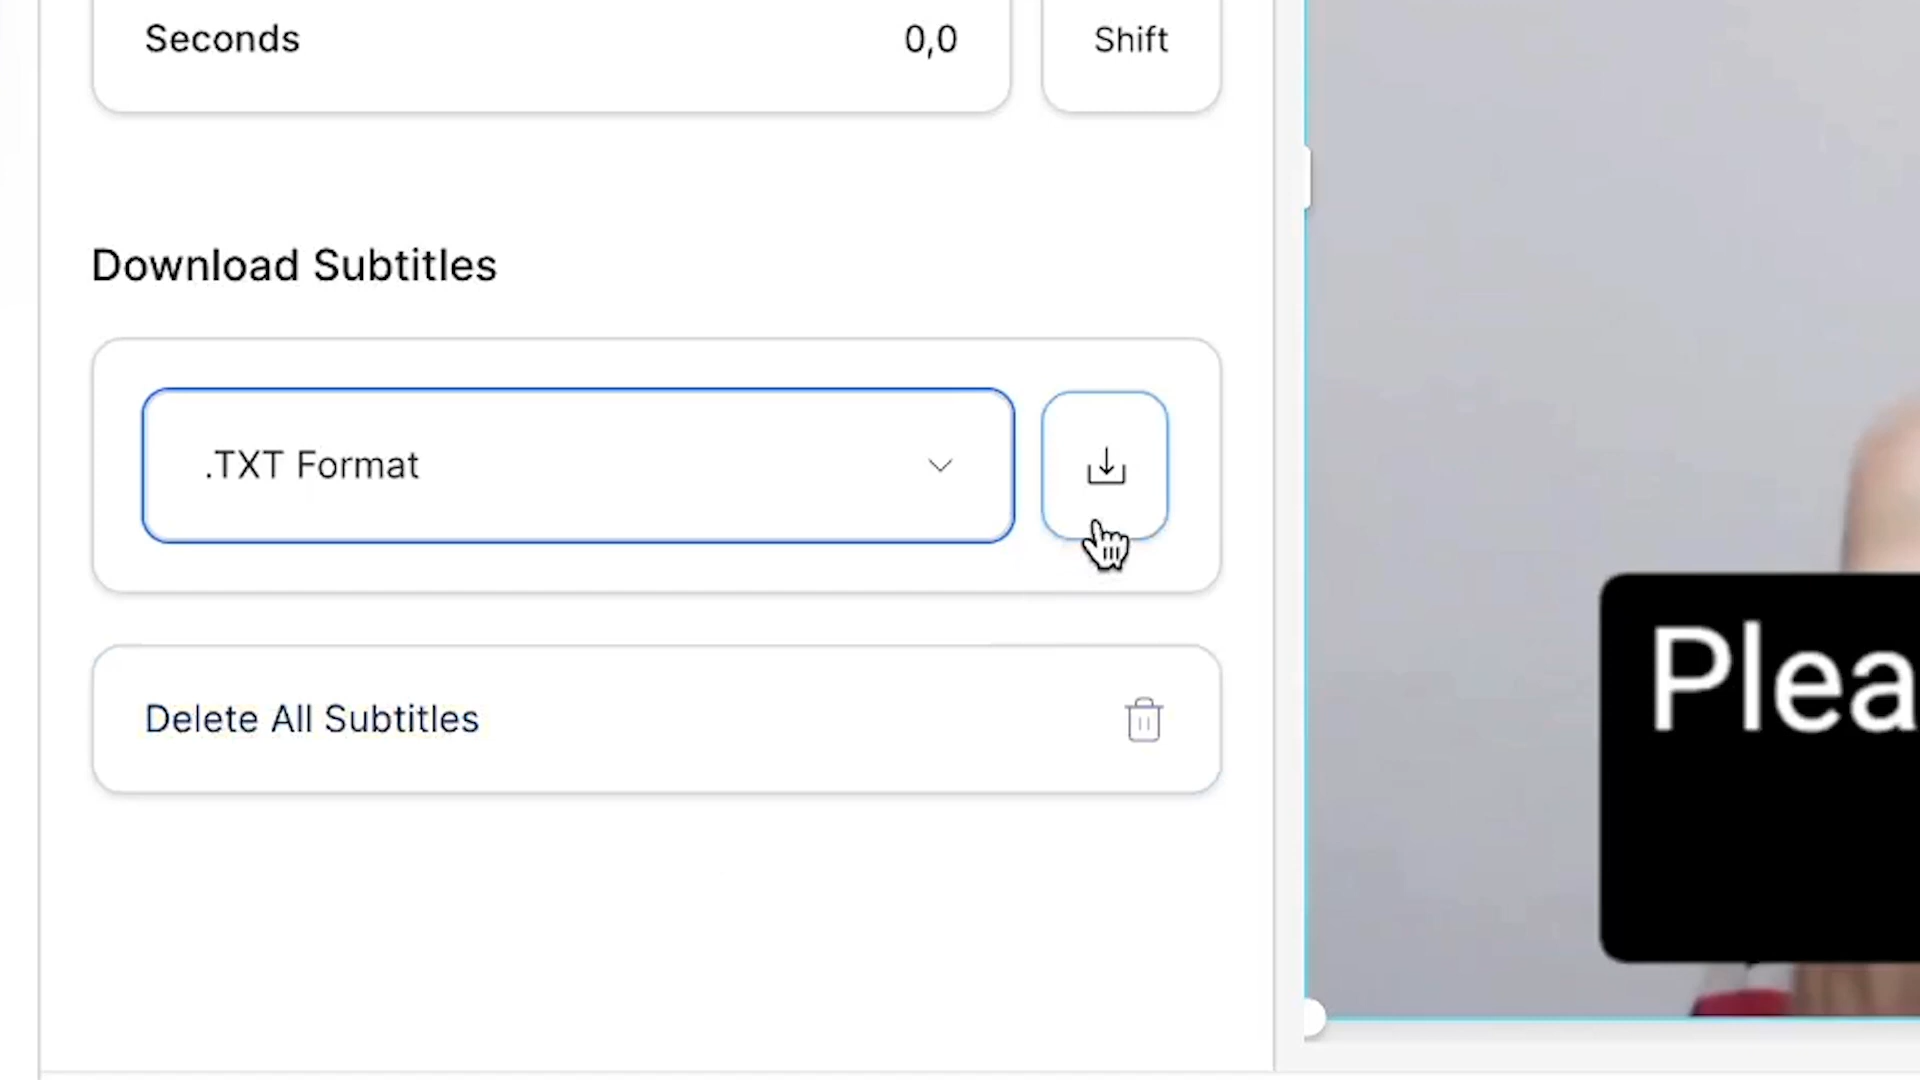 Seconds 0,0 Shift
Download Subtitles
.TXT Format
Plea
Delete All Subtitles